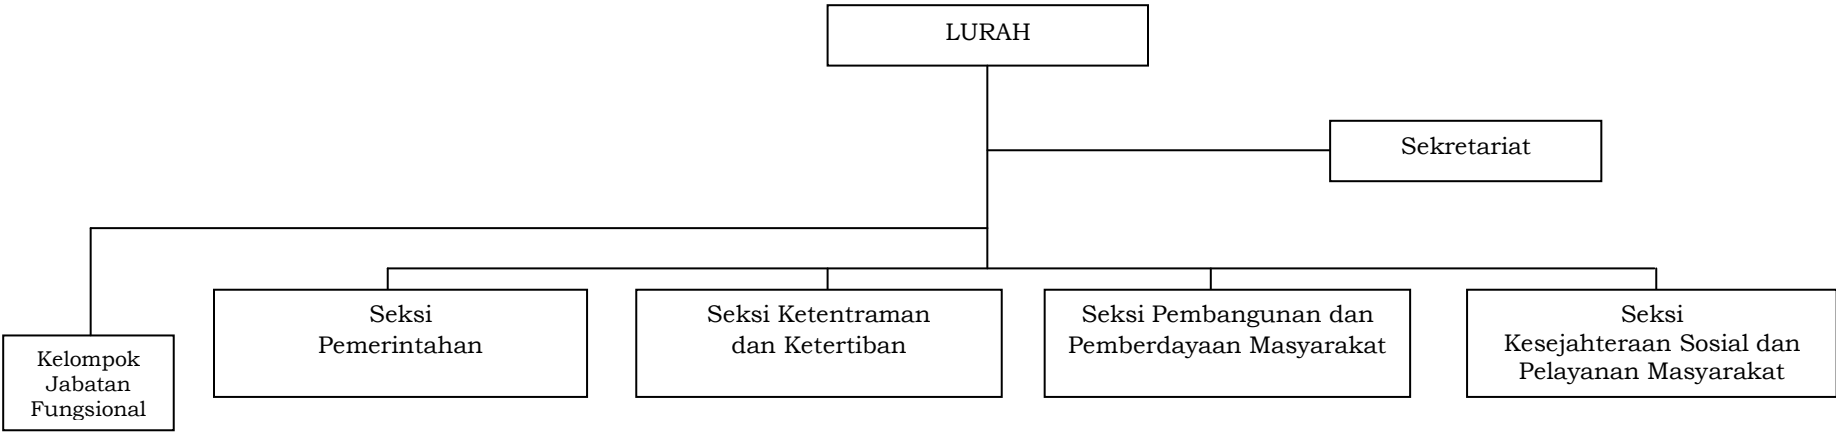 LURAH
Sekretariat
Seksi
Pemerintahan
Seksi Ketentraman
dan Ketertiban
Seksi Pembangunan dan
Pemberdayaan Masyarakat
Seksi
Kesejahteraan Sosial dan
Pelayanan Masyarakat
Kelompok
Jabatan
Fungsional